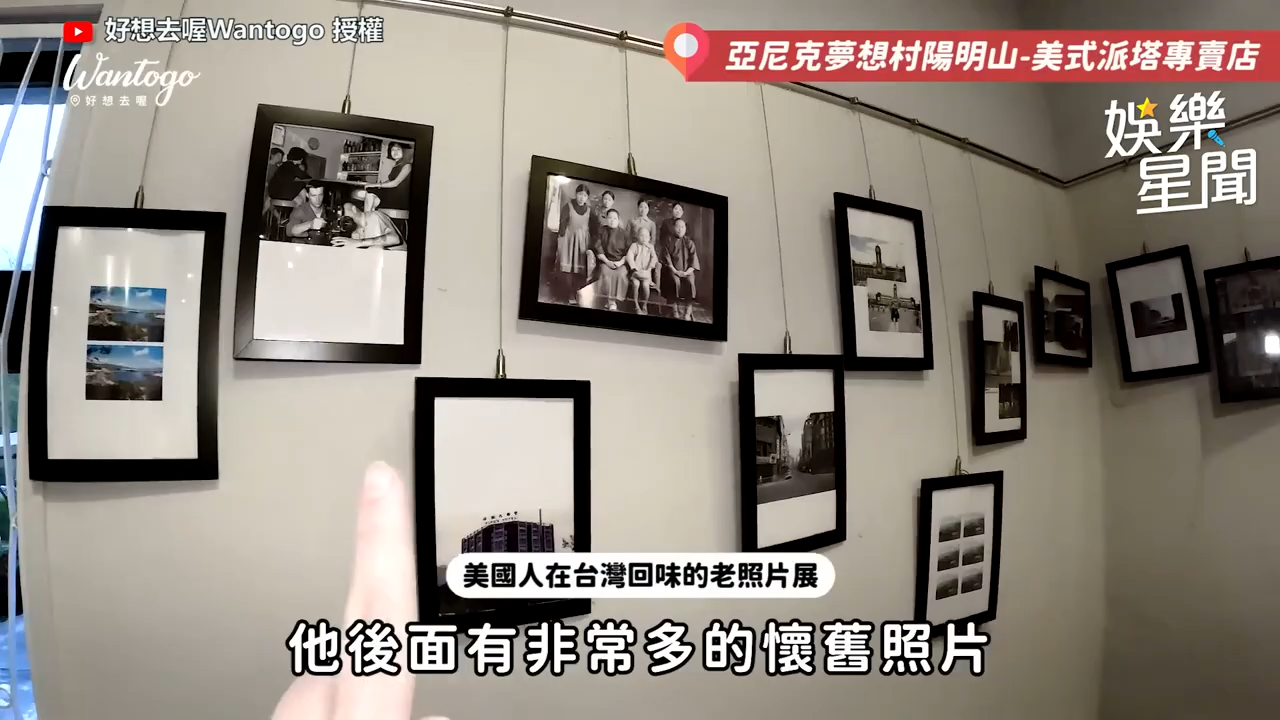 好想去喔Wantogo 授權
Wantogo
好想去喔
亞尼克夢想村陽明山-美式派塔專賣店
娛樂
星聞
美國人在台灣回味的老照片展
他後面有非常多的懷舊照片